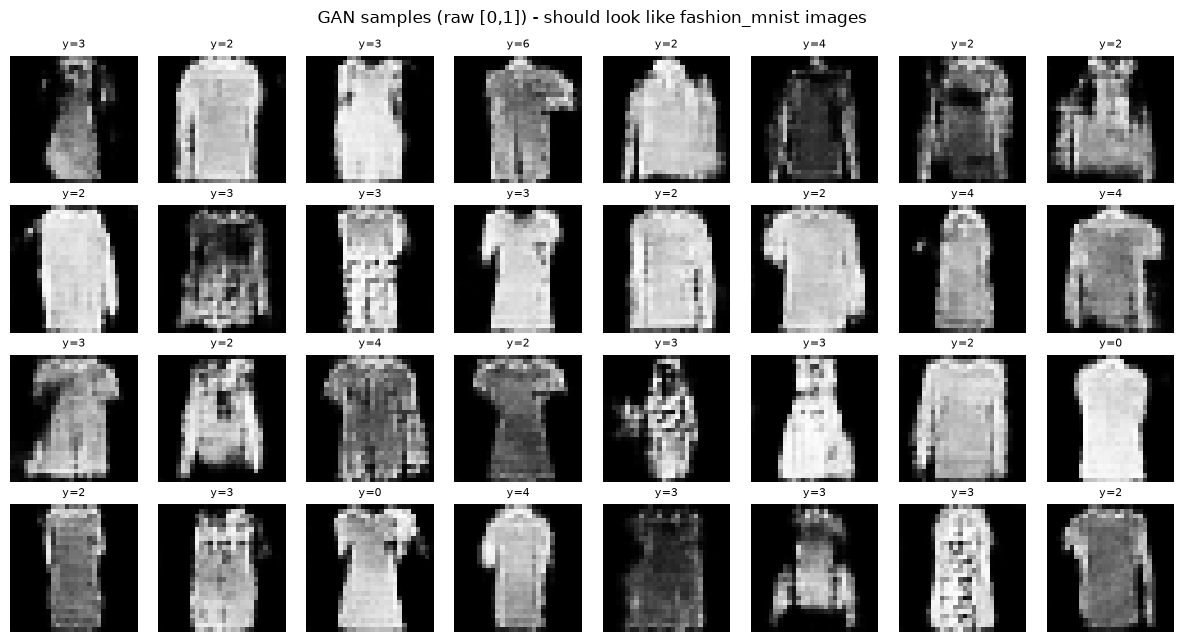 GAN samples (raw [0,1]) - should look like fashion_mnist images
y=3 y=2 y=3 y=6 y=2 y=4 y=2 y=2
y=2 y=3 y=3 y=3 y=2 y=2 y=4 y=4
y=3 y=2 y=4 y=2 y=3 y=3 y=2 y=0
y=2 y=3 y=0 y=4 y=3 y=3 y=3 y=2